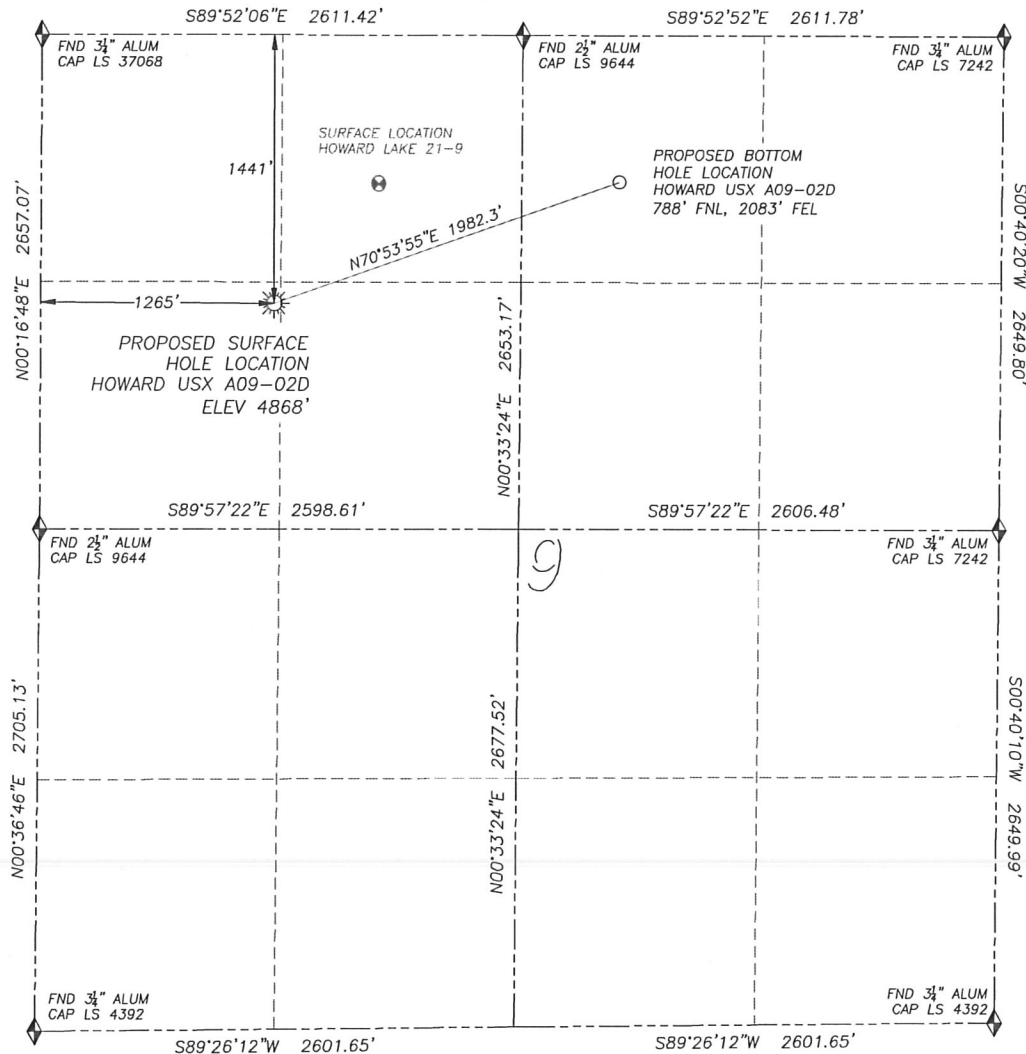 S89°52'06"E 2611.42'
S89°52'52"E 2611.78'
FND 3¼" ALUM
CAP LS 37068
FND 2½" ALUM
CAP LS 9644
FND 3¼" ALUM
CAP LS 7242
SURFACE LOCATION
HOWARD LAKE 21-9
1441'
PROPOSED BOTTOM
HOLE LOCATION
HOWARD USX A09-02D
788' FNL, 2083' FEL
N70°53'55"E 1982.3'
N00°16'48"E 2657.07'
S00°40'20"W 2649.80'
1265'
PROPOSED SURFACE
HOLE LOCATION
HOWARD USX A09-02D
ELEV 4868'
N00°33'24"E 2653.17'
S89°57'22"E 2598.61'
S89°57'22"E 2606.48'
FND 2½" ALUM
CAP LS 9644
9
FND 3¼" ALUM
CAP LS 7242
N00°36'46"E 2705.13'
N00°33'24"E 2677.52'
S00°40'10"W 2649.99'
FND 3¼" ALUM
CAP LS 4392
FND 3¼" ALUM
CAP LS 4392
S89°26'12"W 2601.65'
S89°26'12"W 2601.65'